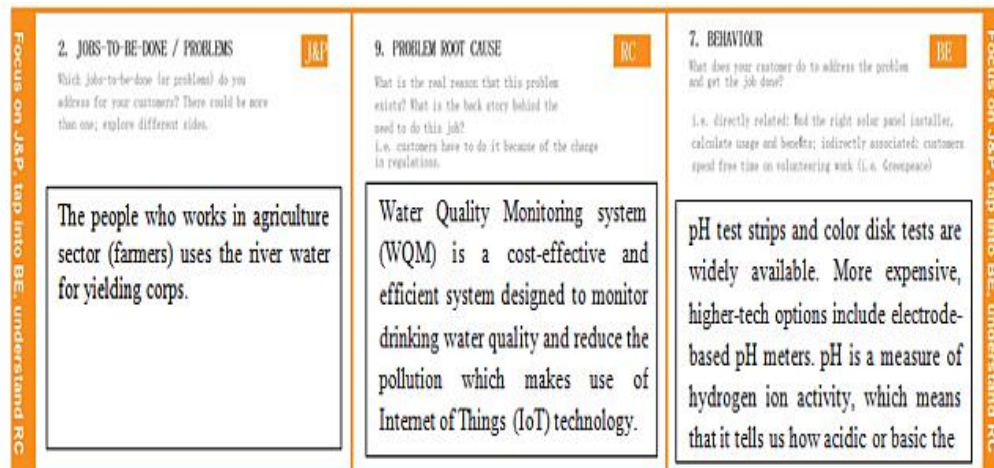 Focus on J&P, tap into BE, understand RC
2. JOBS-TO-BE-DONE / PROBLEMS
J&P
Which jobs-to-be-done (or problems) do you
address for your customers? There could be more
than one; explore different sides.
The people who works in agriculture
sector (farmers) uses the river water
for yielding corps.
9. PROBLEM ROOT CAUSE
RC
What is the real reason that this problem
exists? What is the back story behind the
need to do this job?
i.e. customers have to do it because of the change
in regulations.
Water Quality Monitoring system
(WQM) is a cost-effective and
efficient system designed to monitor
drinking water quality and reduce the
pollution which makes use of
Internet of Things (IoT) technology.
7. BEHAVIOUR
BE
What does your customer do to address the problem
and get the job done?
i.e. directly related: find the right solar panel installer,
calculate usage and benefits; indirectly associated: customers
spend free time on volunteering work (i.e. Greenpeace)
pH test strips and color disk tests are
widely available. More expensive,
higher-tech options include electrode-
based pH meters. pH is a measure of
hydrogen ion activity, which means
that it tells us how acidic or basic the
Focus on J&P, tap into BE, understand RC